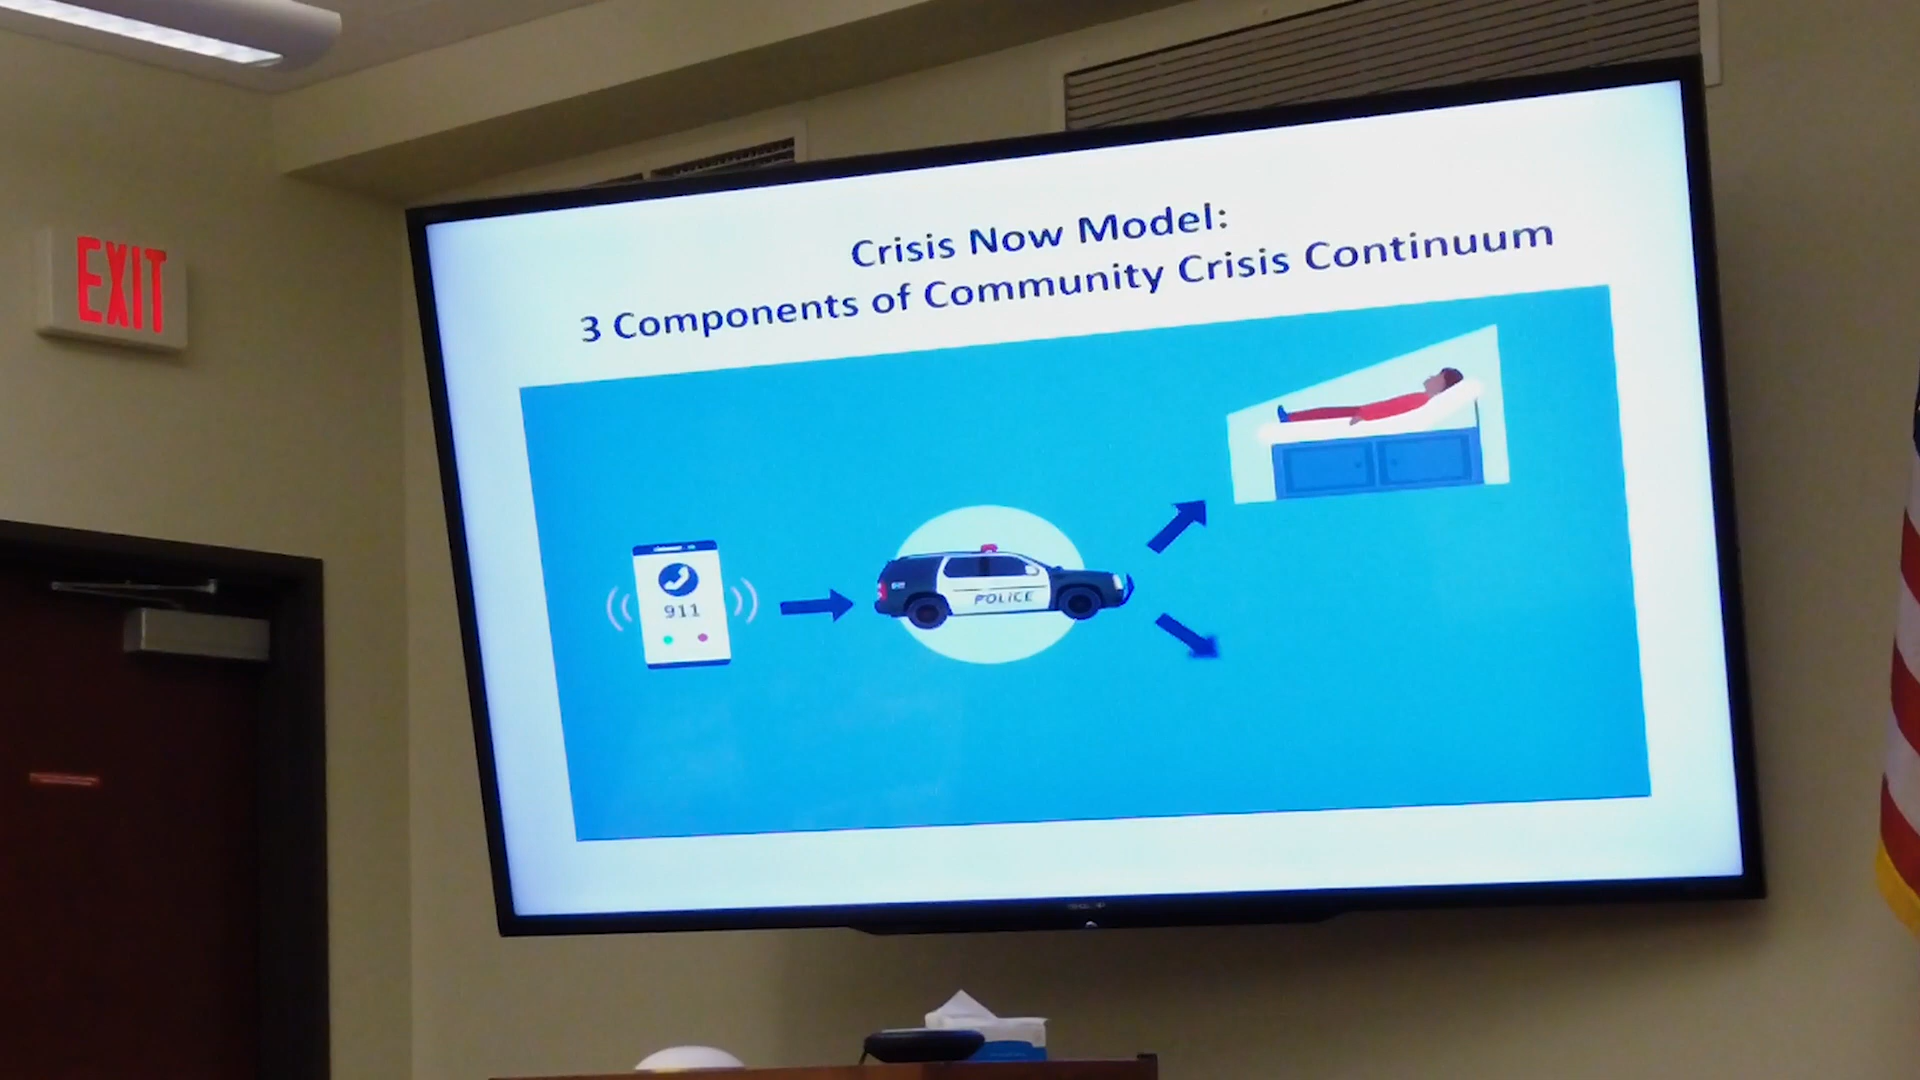 EXIT
Crisis Now Model:
3 Components of Community Crisis Continuum
911
POLICE